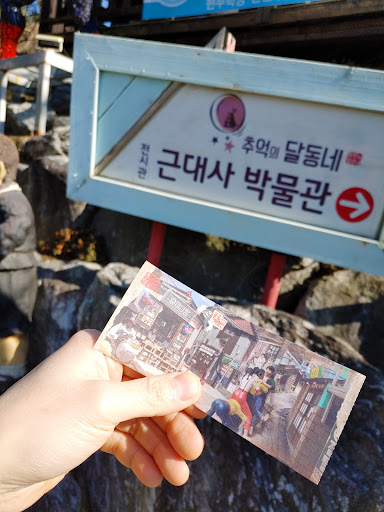 추억의 달동네
전시관
근대사 박물관